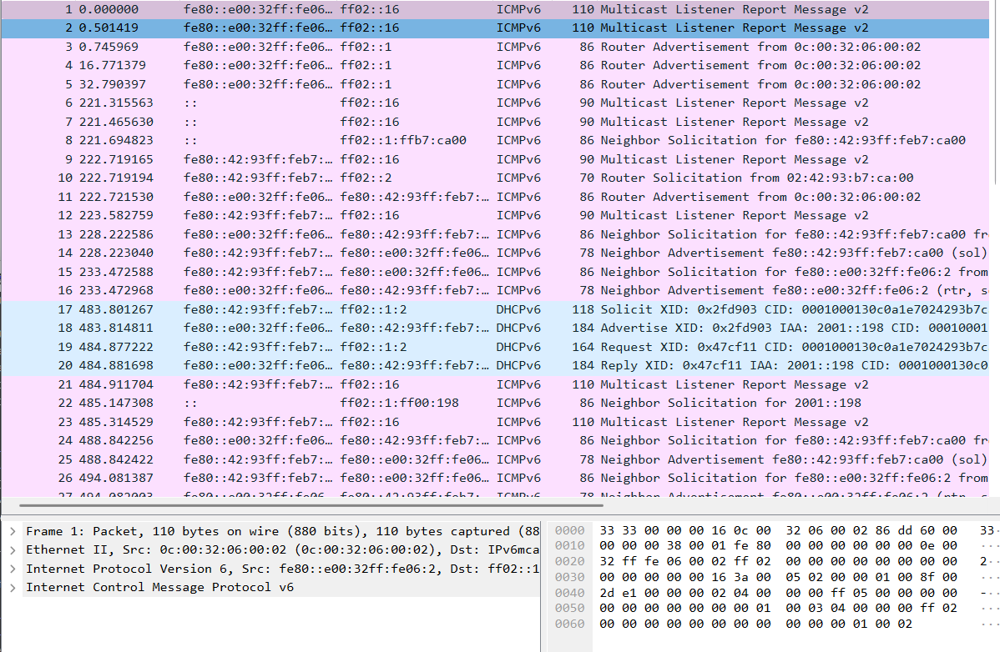 1 0.000000 fe80::e00:32ff:fe06… ff02::16 ICMPv6 110 Multicast Listener Report Message v2
2 0.501419 fe80::e00:32ff:fe06… ff02::16 ICMPv6 110 Multicast Listener Report Message v2
3 0.745969 fe80::e00:32ff:fe06… ff02::1 ICMPv6 86 Router Advertisement from 0c:00:32:06:00:02
4 16.771379 fe80::e00:32ff:fe06… ff02::1 ICMPv6 86 Router Advertisement from 0c:00:32:06:00:02
5 32.790397 fe80::e00:32ff:fe06… ff02::1 ICMPv6 86 Router Advertisement from 0c:00:32:06:00:02
6 221.315563 :: ff02::16 ICMPv6 90 Multicast Listener Report Message v2
7 221.465630 :: ff02::16 ICMPv6 90 Multicast Listener Report Message v2
8 221.694823 :: ff02::1:ffb7:ca00 ICMPv6 86 Neighbor Solicitation for fe80::42:93ff:feb7:ca00
9 222.719165 fe80::42:93ff:feb7:… ff02::16 ICMPv6 90 Multicast Listener Report Message v2
10 222.719194 fe80::42:93ff:feb7:… ff02::2 ICMPv6 70 Router Solicitation from 02:42:93:b7:ca:00
11 222.721530 fe80::e00:32ff:fe06… fe80::42:93ff:feb7:… ICMPv6 86 Router Advertisement from 0c:00:32:06:00:02
12 223.582759 fe80::42:93ff:feb7:… ff02::16 ICMPv6 90 Multicast Listener Report Message v2
13 228.222586 fe80::e00:32ff:fe06… fe80::42:93ff:feb7:… ICMPv6 86 Neighbor Solicitation for fe80::42:93ff:feb7:ca00 fr
14 228.223040 fe80::42:93ff:feb7:… fe80::e00:32ff:fe06… ICMPv6 78 Neighbor Advertisement fe80::42:93ff:feb7:ca00 (sol)
15 233.472588 fe80::42:93ff:feb7:… fe80::e00:32ff:fe06… ICMPv6 86 Neighbor Solicitation for fe80::e00:32ff:fe06:2 from
16 233.472968 fe80::e00:32ff:fe06… fe80::42:93ff:feb7:… ICMPv6 78 Neighbor Advertisement fe80::e00:32ff:fe06:2 (rtr, s
17 483.801267 fe80::42:93ff:feb7:… ff02::1:2 DHCPv6 118 Solicit XID: 0x2fd903 CID: 0001000130c0a1e7024293b7c
18 483.814811 fe80::e00:32ff:fe06… fe80::42:93ff:feb7:… DHCPv6 184 Advertise XID: 0x2fd903 IAA: 2001::198 CID: 00010001
19 484.877222 fe80::42:93ff:feb7:… ff02::1:2 DHCPv6 164 Request XID: 0x47cf11 CID: 0001000130c0a1e7024293b7c
20 484.881698 fe80::e00:32ff:fe06… fe80::42:93ff:feb7:… DHCPv6 184 Reply XID: 0x47cf11 IAA: 2001::198 CID: 0001000130c0
21 484.911704 fe80::42:93ff:feb7:… ff02::16 ICMPv6 110 Multicast Listener Report Message v2
22 485.147308 :: ff02::1:ff00:198 ICMPv6 86 Neighbor Solicitation for 2001::198
23 485.314529 fe80::42:93ff:feb7:… ff02::16 ICMPv6 110 Multicast Listener Report Message v2
24 488.842256 fe80::e00:32ff:fe06… fe80::42:93ff:feb7:… ICMPv6 86 Neighbor Solicitation for fe80::42:93ff:feb7:ca00 fr
25 488.842422 fe80::42:93ff:feb7:… fe80::e00:32ff:fe06… ICMPv6 78 Neighbor Advertisement fe80::42:93ff:feb7:ca00 (sol)
26 494.081387 fe80::42:93ff:feb7:… fe80::e00:32ff:fe06… ICMPv6 86 Neighbor Solicitation for fe80::e00:32ff:fe06:2 from
27 494.082003 fe80::e00:32ff:fe06… fe80::42:93ff:feb7:… ICMPv6 78 Neighbor Advertisement fe80::e00:32ff:fe06:2 (rtr, s
Frame 1: Packet, 110 bytes on wire (880 bits), 110 bytes captured (88
Ethernet II, Src: 0c:00:32:06:00:02 (0c:00:32:06:00:02), Dst: IPv6mca
Internet Protocol Version 6, Src: fe80::e00:32ff:fe06:2, Dst: ff02::1
Internet Control Message Protocol v6
0000 33 33 00 00 00 16 0c 00 32 06 00 02 86 dd 60 00 33·
0010 00 00 00 38 00 01 fe 80 00 00 00 00 00 00 0e 00 ···
0020 32 ff fe 06 00 02 ff 02 00 00 00 00 00 00 00 00 2··
0030 00 00 00 00 00 16 3a 00 05 02 00 00 01 00 8f 00 ···
0040 2d e1 00 00 00 02 04 00 00 00 ff 05 00 00 00 00 -··
0050 00 00 00 00 00 00 00 01 00 03 04 00 00 00 ff 02 ···
0060 00 00 00 00 00 00 00 00 00 00 00 01 00 02 ···